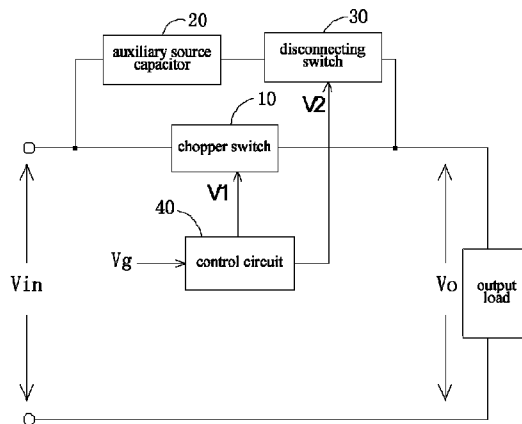 20
30
auxiliary source
capacitor
disconnecting
switch
10
V2
chopper switch
V1
40
Vg
control circuit
Vin
Vo
output
load